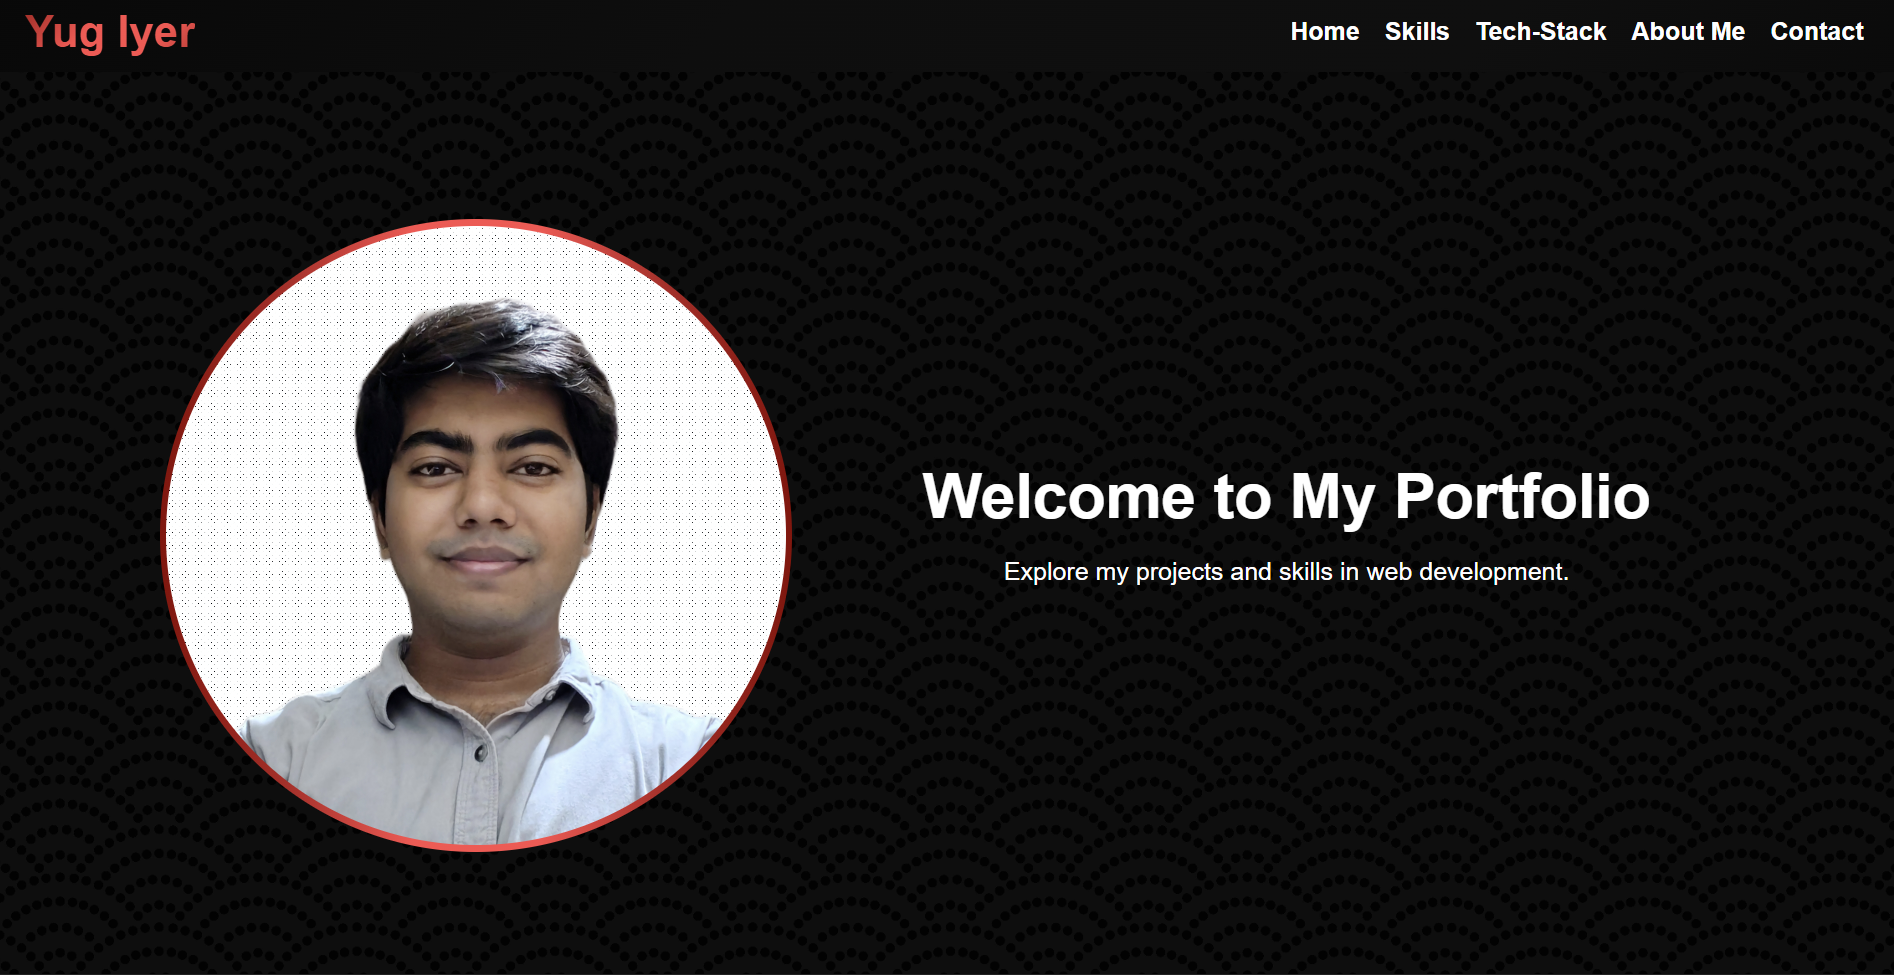 Yug Iyer
Home Skills Tech-Stack About Me Contact
Welcome to My Portfolio
Explore my projects and skills in web development.